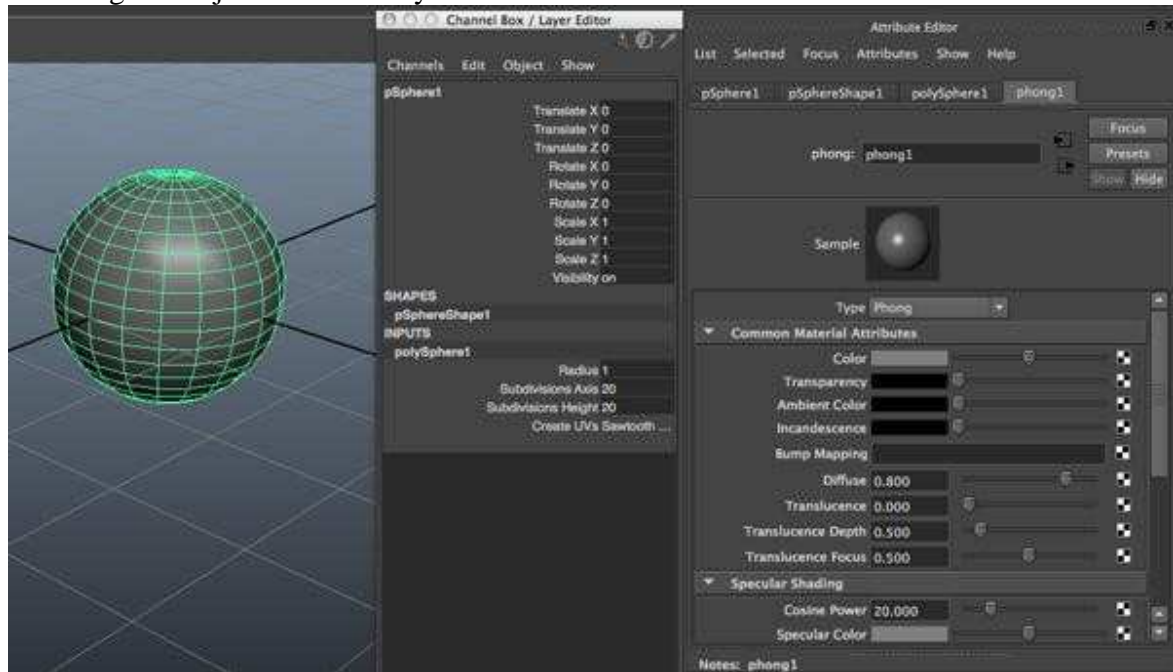 Channel Box / Layer Editor
Channels Edit Object Show
pSphere1
Translate X 0
Translate Y 0
Translate Z 0
Rotate X 0
Rotate Y 0
Rotate Z 0
Scale X 1
Scale Y 1
Scale Z 1
Visibility on
SHAPES
pSphereShape1
INPUTS
polySphere1
Radius 1
Subdivisions Axis 20
Subdivisions Height 20
Create UVs Sawtooth ...
Attribute Editor
List Selected Focus Attributes Show Help
pSphere1 pSphereShape1 polySphere1 phong1
Focus
phong: phong1
Presets
Show Hide
Sample
Type Phong
Common Material Attributes
Color
Transparency
Ambient Color
Incandescence
Bump Mapping
Diffuse 0.800
Translucence 0.000
Translucence Depth 0.500
Translucence Focus 0.500
Specular Shading
Cosine Power 20.000
Specular Color
Notes: phong1